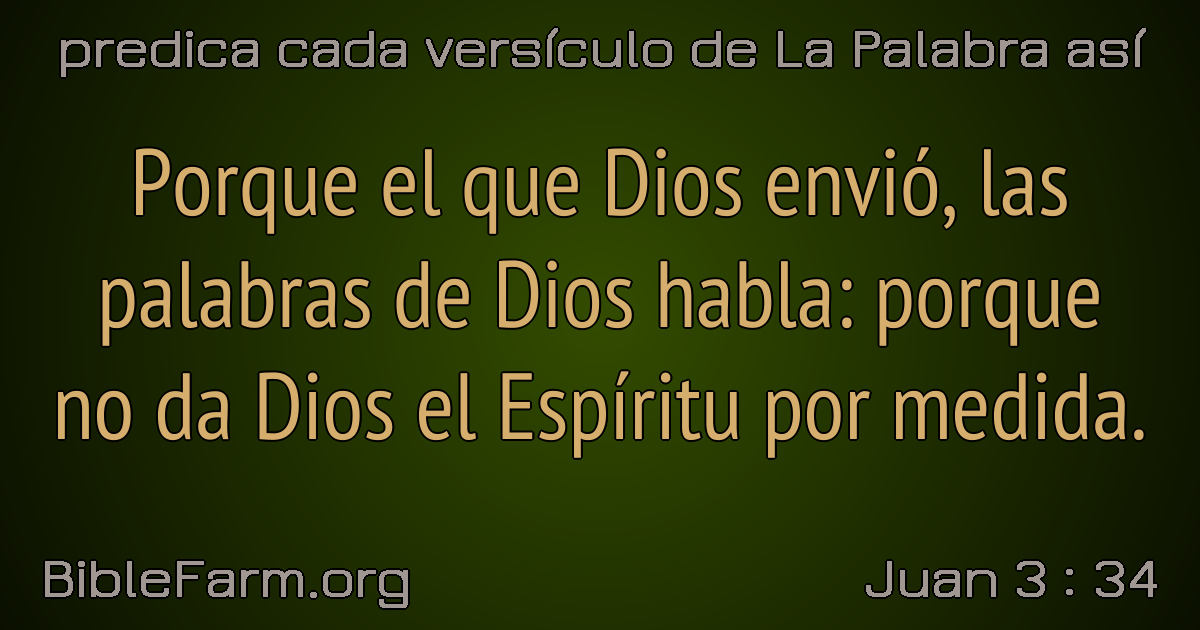 predica cada versículo de La Palabra así
Porque el que Dios envió, las
palabras de Dios habla: porque
no da Dios el Espíritu por medida.
BibleFarm.org
Juan 3 : 34